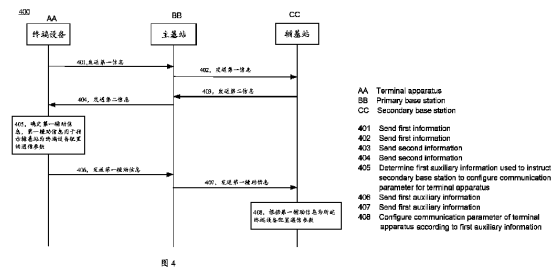 400
AA
BB
CC
终端设备
主基站
辅基站
401,发送第一信息
402, 发送第一信息
403, 发送第二信息
404, 发送第二信息
405, 确定第一辅助信
息, 第一辅助信息用于指
示辅基站为终端设备配置
的通信参数
406, 发送第一辅助信息
407, 发送第一辅助信息
408, 根据第一辅助信息为所述
终端设备配置通信参数
图 4
AA Terminal apparatus
BB Primary base station
CC Secondary base station
401 Send first information
402 Send first information
403 Send second information
404 Send second information
405 Determine first auxiliary information used to instruct
secondary base station to configure communication
parameter for terminal apparatus
406 Send first auxiliary information
407 Send first auxiliary information
408 Configure communication parameter of terminal
apparatus according to first auxiliary information